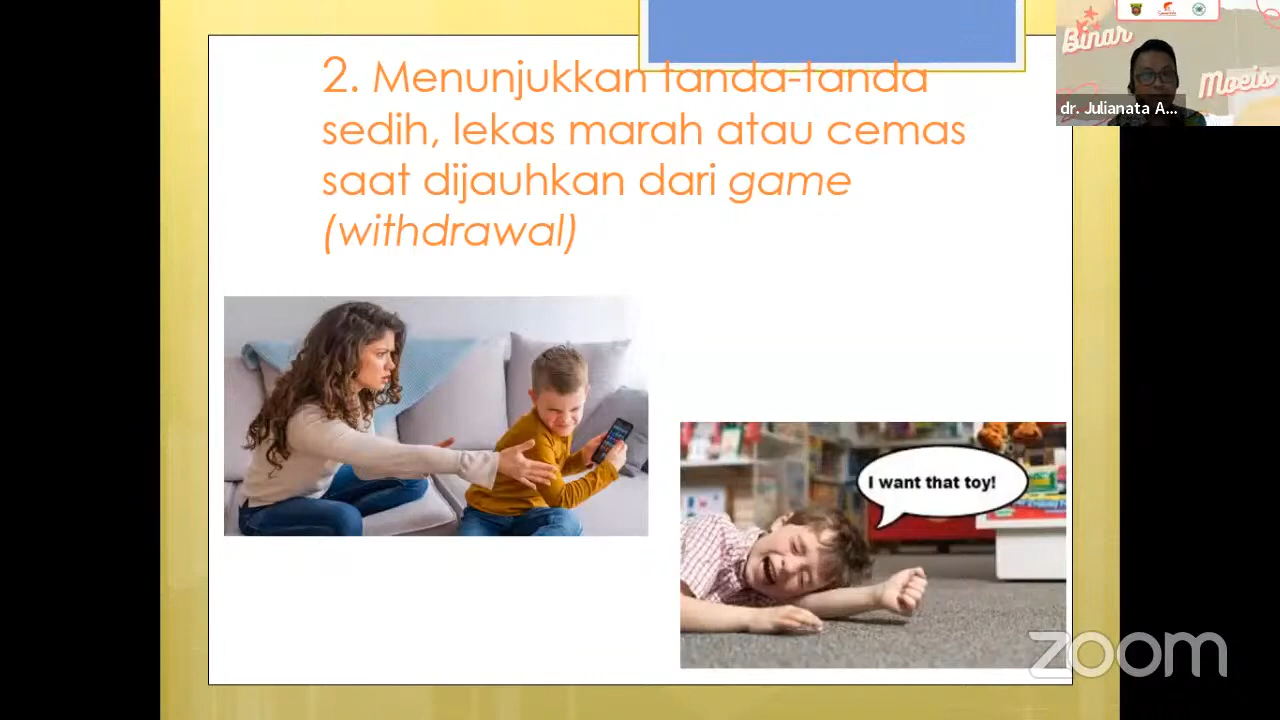 2. Menunjukkan tanda-tanda
sedih, lekas marah atau cemas
saat dijauhkan dari game
(withdrawal)
I want that toy!
Binar
Moeis
dr. Julianata A...
zoom